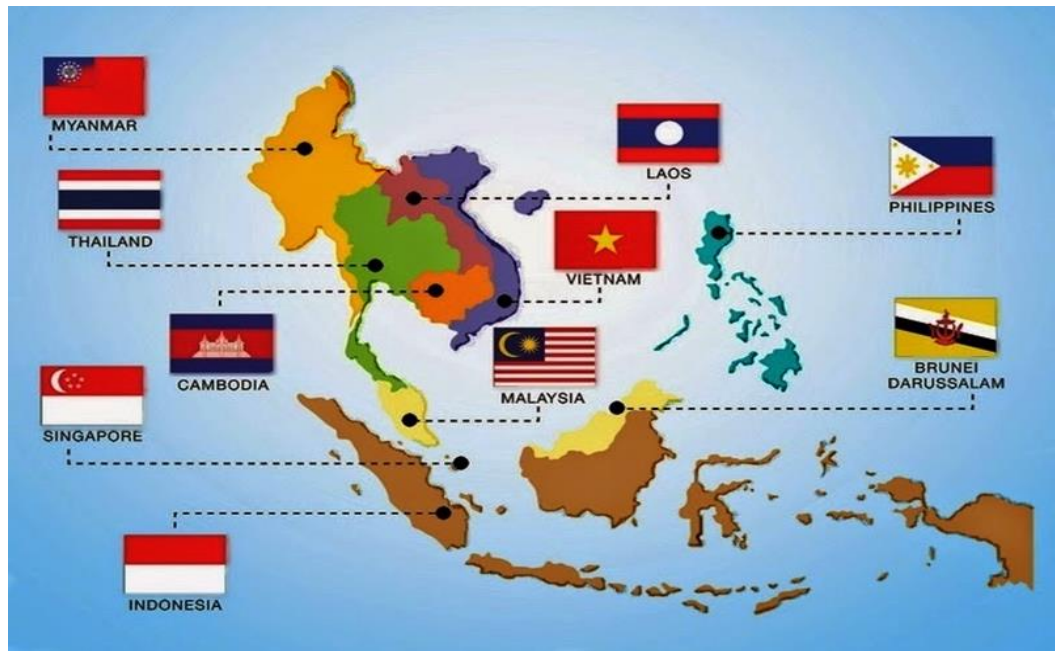 MYANMAR
LAOS
PHILIPPINES
THAILAND
VIETNAM
CAMBODIA
MALAYSIA
BRUNEI
DARUSSALAM
SINGAPORE
INDONESIA